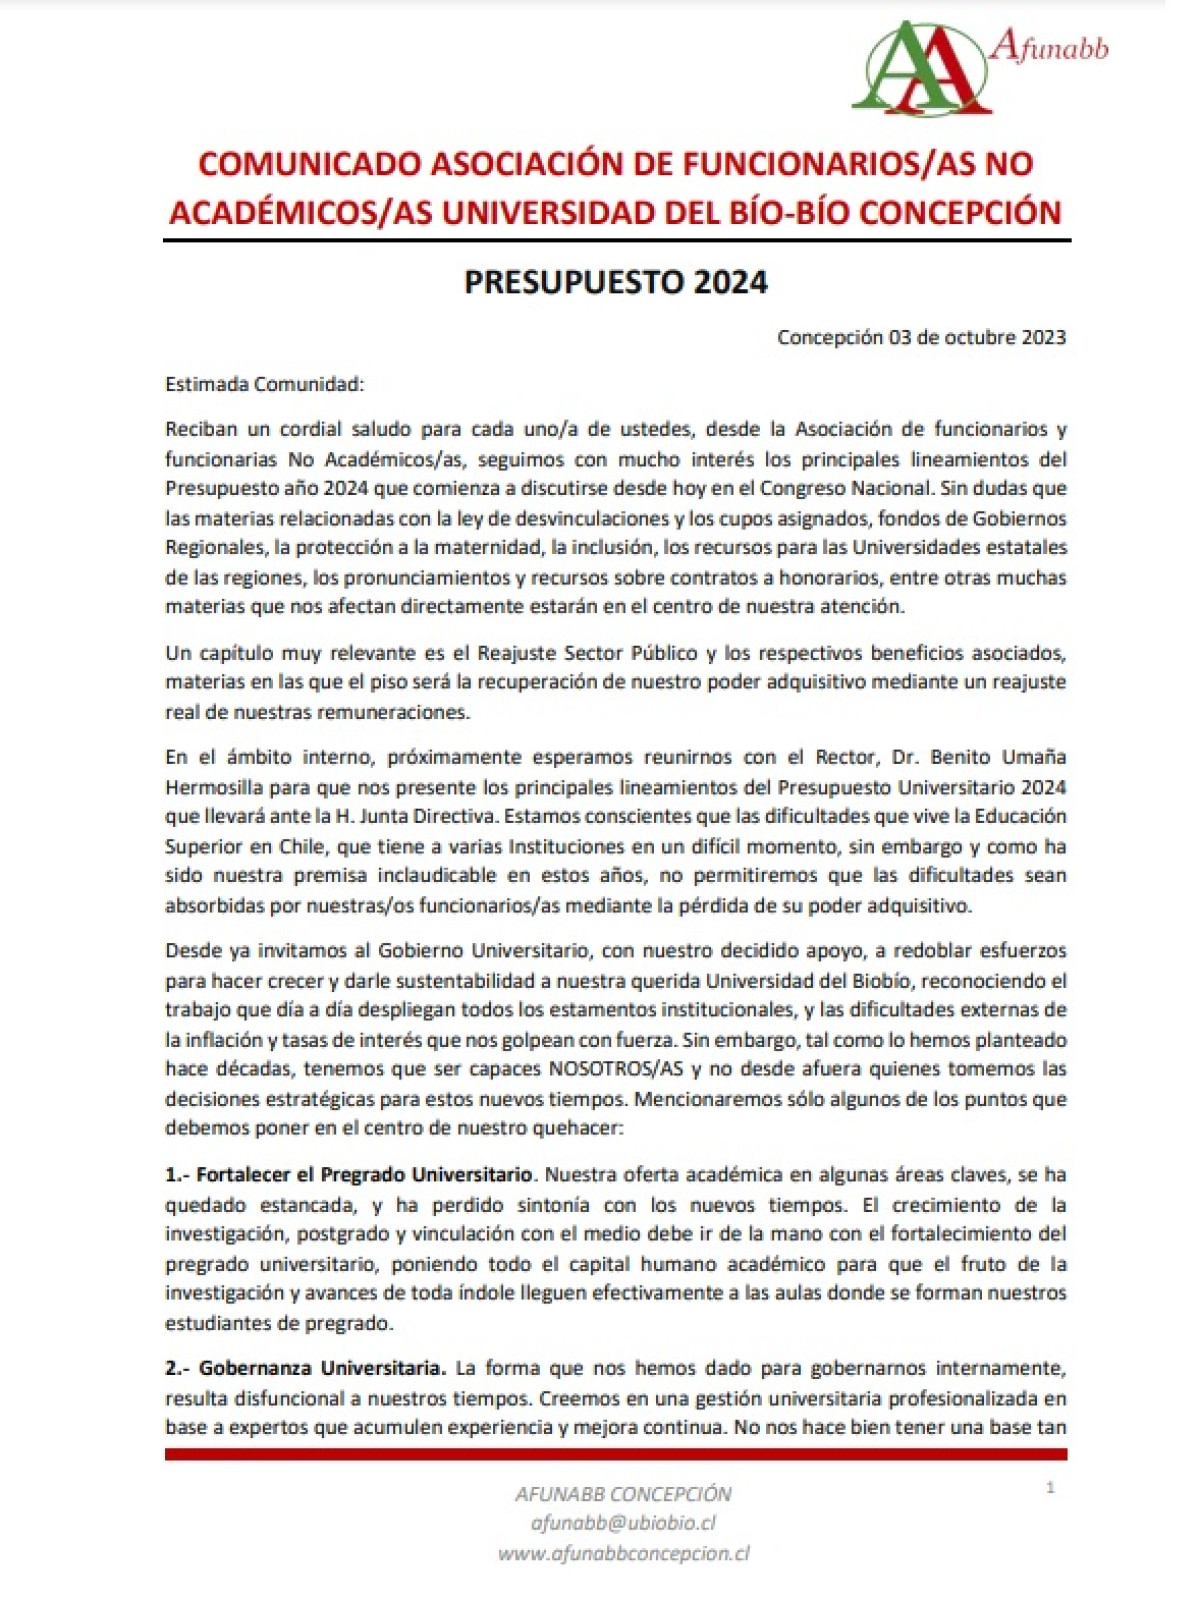 Afunabb
COMUNICADO ASOCIACIÓN DE FUNCIONARIOS/AS NO
ACADÉMICOS/AS UNIVERSIDAD DEL BÍO-BÍO CONCEPCIÓN
PRESUPUESTO 2024
Concepción 03 de octubre 2023
Estimada Comunidad:
Reciban un cordial saludo para cada uno/a de ustedes, desde la Asociación de funcionarios y
funcionarias No Académicos/as, seguimos con mucho interés los principales lineamientos del
Presupuesto año 2024 que comienza a discutirse desde hoy en el Congreso Nacional. Sin dudas que
las materias relacionadas con la ley de desvinculaciones y los cupos asignados, fondos de Gobiernos
Regionales, la protección a la maternidad, la inclusión, los recursos para las Universidades estatales
de las regiones, los pronunciamientos y recursos sobre contratos a honorarios, entre otras muchas
materias que nos afectan directamente estarán en el centro de nuestra atención.
Un capítulo muy relevante es el Reajuste Sector Público y los respectivos beneficios asociados,
materias en las que el piso será la recuperación de nuestro poder adquisitivo mediante un reajuste
real de nuestras remuneraciones.
En el ámbito interno, próximamente esperamos reunirnos con el Rector, Dr. Benito Umaña
Hermosilla para que nos presente los principales lineamientos del Presupuesto Universitario 2024
que llevará ante la H. Junta Directiva. Estamos conscientes que las dificultades que vive la Educación
Superior en Chile, que tiene a varias Instituciones en un difícil momento, sin embargo y como ha
sido nuestra premisa inclaudicable en estos años, no permitiremos que las dificultades sean
absorbidas por nuestras/os funcionarios/as mediante la pérdida de su poder adquisitivo.
Desde ya invitamos al Gobierno Universitario, con nuestro decidido apoyo, a redoblar esfuerzos
para hacer crecer y darle sustentabilidad a nuestra querida Universidad del Biobío, reconociendo el
trabajo que día a día despliegan todos los estamentos institucionales, y las dificultades externas de
la inflación y tasas de interés que nos golpean con fuerza. Sin embargo, tal como lo hemos planteado
hace décadas, tenemos que ser capaces NOSOTROS/AS y no desde afuera quienes tomemos las
decisiones estratégicas para estos nuevos tiempos. Mencionaremos sólo algunos de los puntos que
debemos poner en el centro de nuestro quehacer:
1.- Fortalecer el Pregrado Universitario. Nuestra oferta académica en algunas áreas claves, se ha
quedado estancada, y ha perdido sintonía con los nuevos tiempos. El crecimiento de la
investigación, postgrado y vinculación con el medio debe ir de la mano con el fortalecimiento del
pregrado universitario, poniendo todo el capital humano académico para que el fruto de la
investigación y avances de toda índole lleguen efectivamente a las aulas donde se forman nuestros
estudiantes de pregrado.
2.- Gobernanza Universitaria. La forma que nos hemos dado para gobernarnos internamente,
resulta disfuncional a nuestros tiempos. Creemos en una gestión universitaria profesionalizada en
base a expertos que acumulen experiencia y mejora continua. No nos hace bien tener una base tan
AFUNABB CONCEPCIÓN
1
afunabb@ubiobio.cl
www.afunabbconcepcion.cl